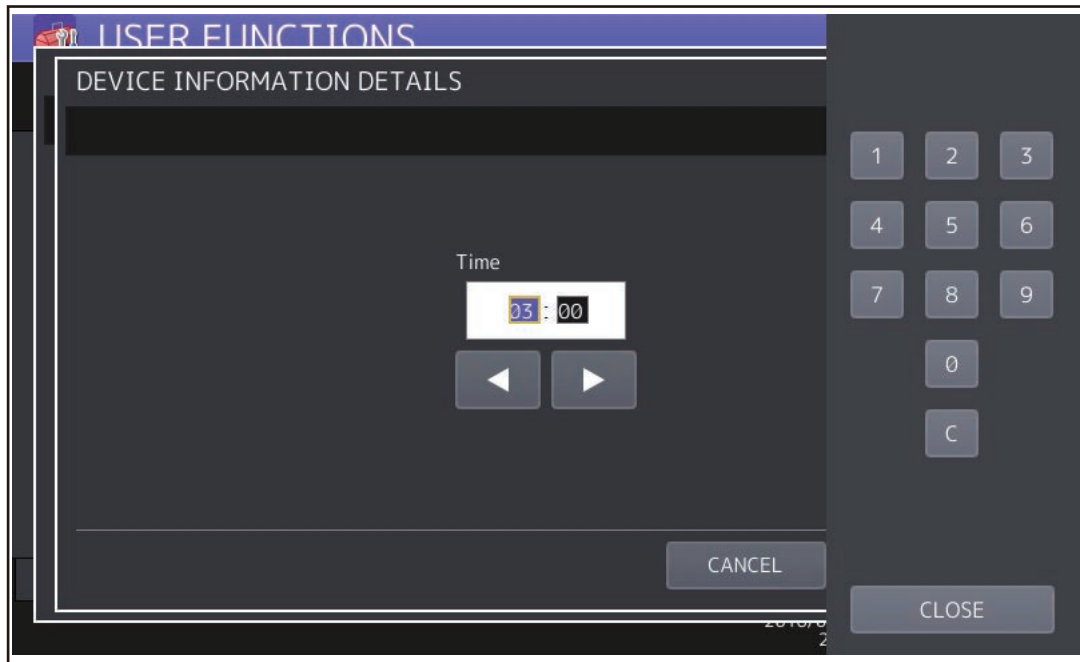 USER FUNCTIONS
DEVICE INFORMATION DETAILS
1 2 3
4 5 6
Time
03 : 00
7 8 9
0
C
CANCEL
CLOSE